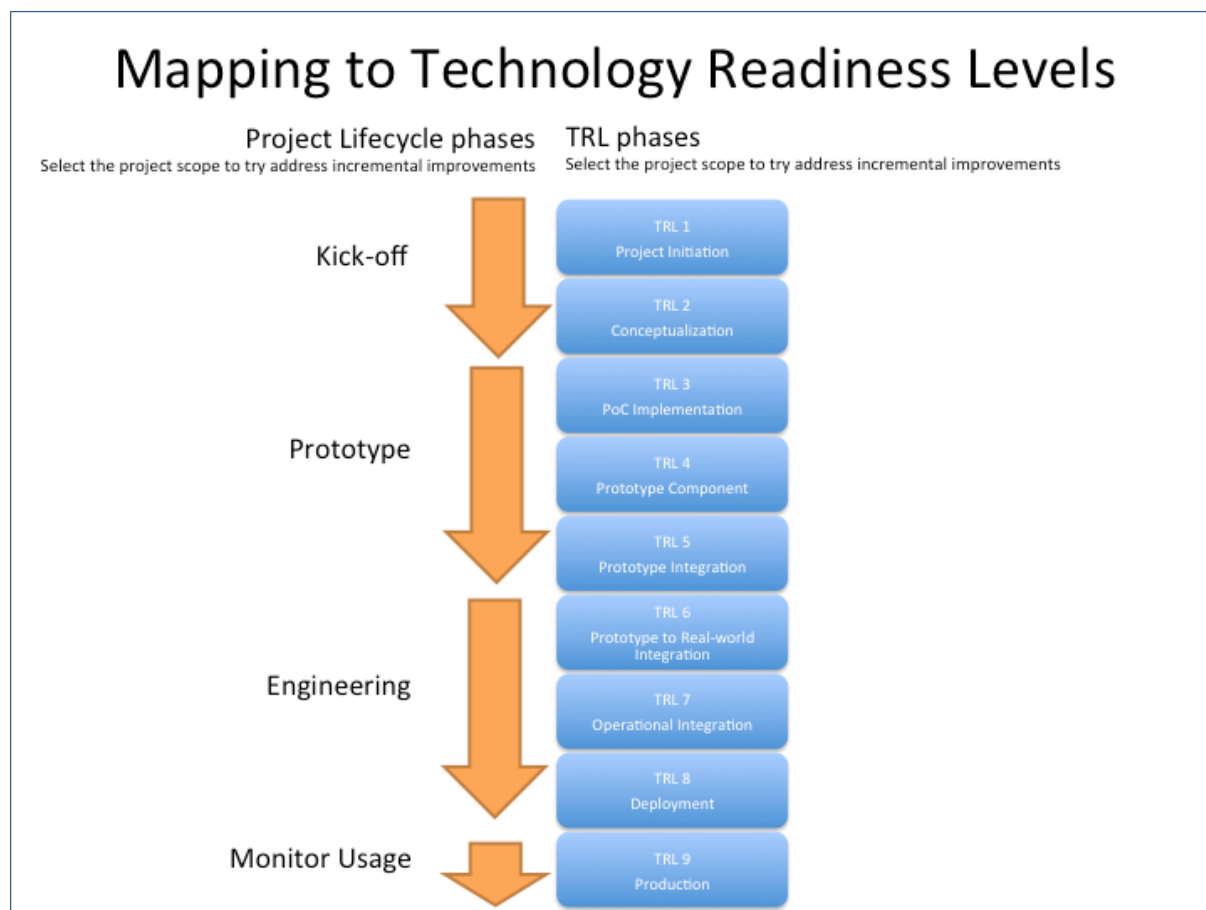 Mapping to Technology Readiness Levels
Project Lifecycle phases
Select the project scope to try address incremental improvements
TRL phases
Select the project scope to try address incremental improvements
Kick-off
Prototype
Engineering
Monitor Usage
TRL 1
Project Initiation
TRL 2
Conceptualization
TRL 3
PoC Implementation
TRL 4
Prototype Component
TRL 5
Prototype Integration
TRL 6
Prototype to Real-world
Integration
TRL 7
Operational Integration
TRL 8
Deployment
TRL 9
Production